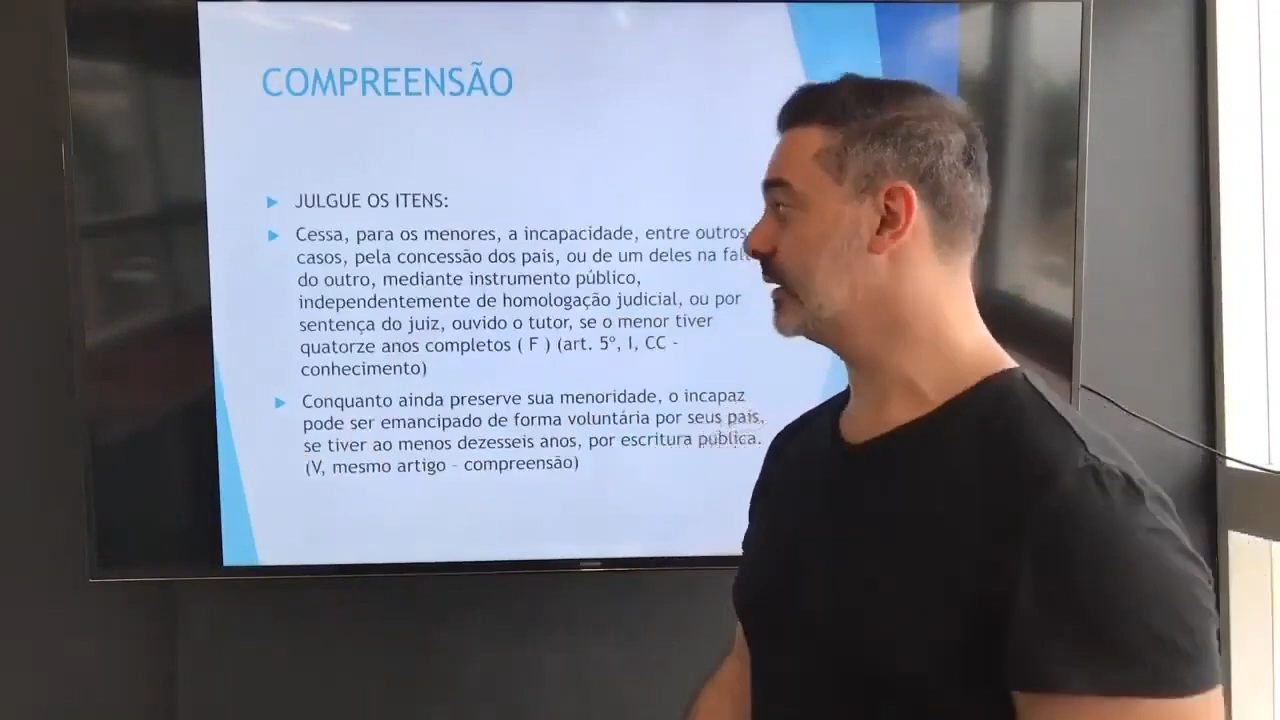 COMPREENSÃO
JULGUE OS ITENS:
Cessa, para os menores, a incapacidade, entre outros
casos, pela concessão dos pais, ou de um deles na
do outro, mediante instrumento público,
independentemente de homologação judicial, ou por
sentença do juiz, ouvido o tutor, se o menor tiver
quatorze anos completos ( F ) (art. 5º, I, CC -
conhecimento)
Conquanto ainda preserve sua menoridade, o incapaz
pode ser emancipado de forma voluntária por seus pais,
se tiver ao menos dezesseis anos, por escritura pública.
(V, mesmo artigo – compreensão)